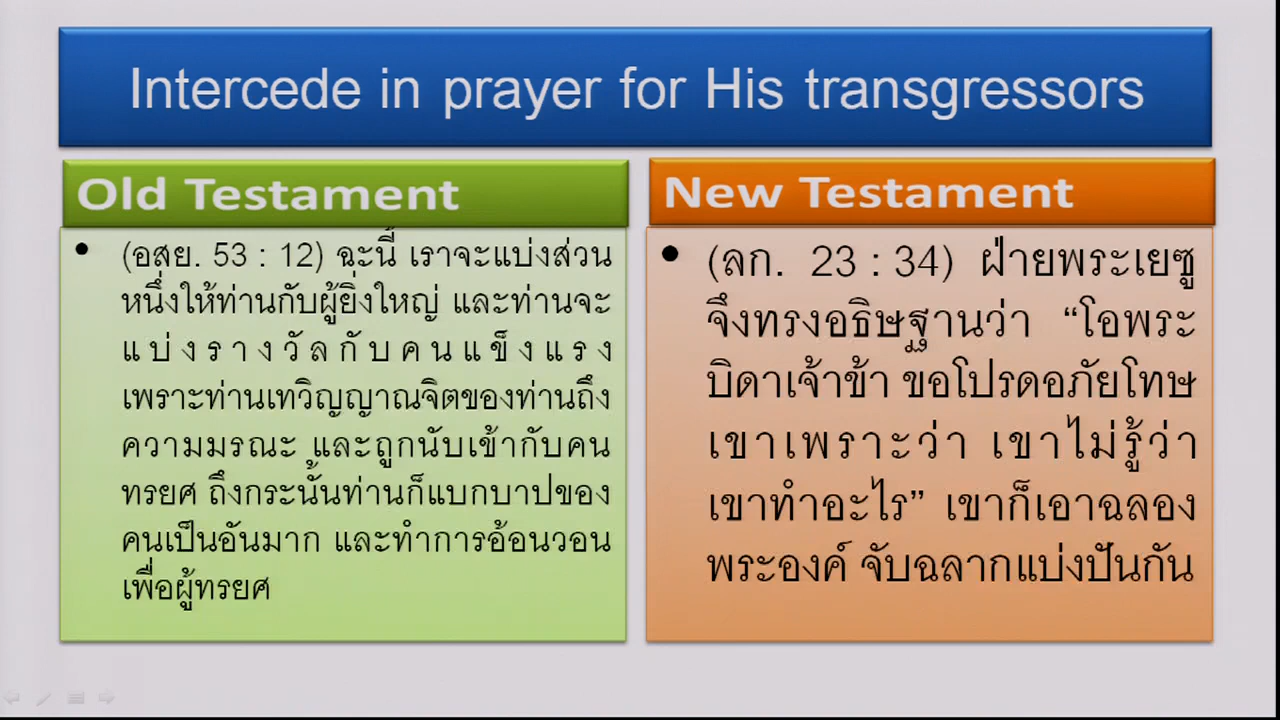 Intercede in prayer for His transgressors
Old Testament
• (อสย. 53 : 12) ฉะนี้ เราจะแบ่งส่วน
หนึ่งให้ท่านกับผู้ยิ่งใหญ่ และท่านจะ
แบ่งรางวัลกับคนแข็งแรง
เพราะท่านเทวิญญาณจิตของท่านถึง
ความมรณะ และถูกนับเข้ากับคน
ทรยศ ถึงกระนั้นท่านก็แบกบาปของ
คนเป็นอันมาก และทำการอ้อนวอน
เพื่อผู้ทรยศ
New Testament
• (ลก. 23 : 34) ฝ่ายพระเยซู
จึงทรงอธิษฐานว่า “โอพระ
บิดาเจ้าข้า ขอโปรดอภัยโทษ
เขาเพราะว่า เขาไม่รู้ว่า
เขาทำอะไร” เขาก็เอาฉลอง
พระองค์ จับฉลากแบ่งปันกัน